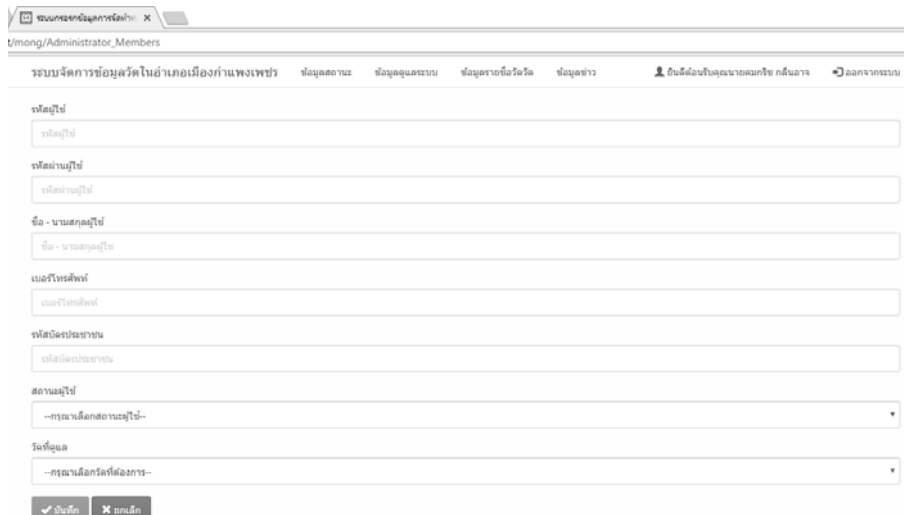 ระบบกรอกข้อมูลการจัดทำ
t/mong/Administrator_Members
ระบบจัดการข้อมูลวัดในอำเภอเมืองกำแพงเพชร ข้อมูลสถานะ ข้อมูลดูแลระบบ ข้อมูลรายชื่อวัดวัด ข้อมูลข่าว ยินดีต้อนรับคุณนายคมกริช กลิ่นอาจ ออกจากระบบ
รหัสผู้ใช้
รหัสผู้ใช้
รหัสผ่านผู้ใช้
รหัสผ่านผู้ใช้
ชื่อ - นามสกุลผู้ใช้
ชื่อ - นามสกุลผู้ใช้
เบอร์โทรศัพท์
เบอร์โทรศัพท์
รหัสบัตรประชาชน
รหัสบัตรประชาชน
สถานะผู้ใช้
--กรุณาเลือกสถานะผู้ใช้--
วัดที่ดูแล
--กรุณาเลือกวัดที่ต้องการ--
บันทึก ยกเลิก